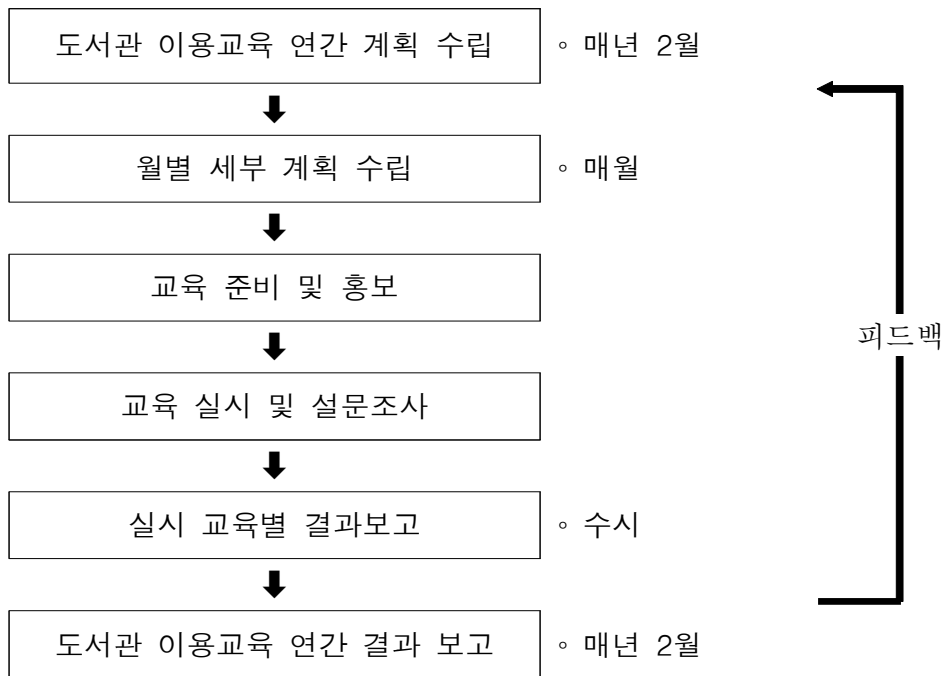 도서관 이용교육 연간 계획 수립 ◦ 매년 2월
월별 세부 계획 수립 ◦ 매월
교육 준비 및 홍보
피드백
교육 실시 및 설문조사
실시 교육별 결과보고 ◦ 수시
도서관 이용교육 연간 결과 보고 ◦ 매년 2월